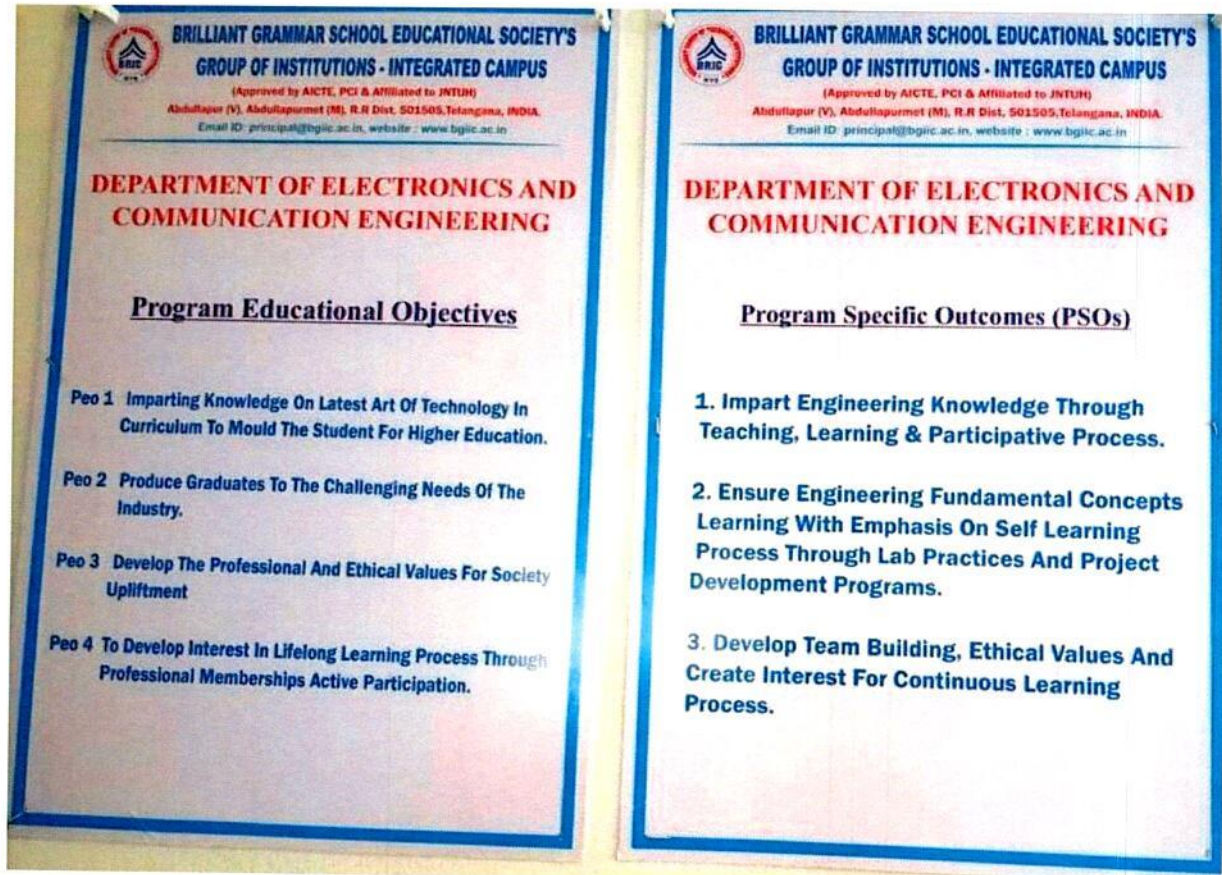 BRILLIANT GRAMMAR SCHOOL EDUCATIONAL SOCIETY'S
GROUP OF INSTITUTIONS - INTEGRATED CAMPUS
(Approved by AICTE, PCI & Affiliated to JNTUH)
Abdullapur (V), Abdullapurmet (M), R.R Dist, 501505,Telangana, INDIA.
Email ID: principal@bgiic.ac.in, website : www.bgiic.ac.in
DEPARTMENT OF ELECTRONICS AND
COMMUNICATION ENGINEERING
Program Educational Objectives
Peo 1 Imparting Knowledge On Latest Art Of Technology In
Curriculum To Mould The Student For Higher Education.
Peo 2 Produce Graduates To The Challenging Needs Of The
Industry.
Peo 3 Develop The Professional And Ethical Values For Society
Upliftment
Peo 4 To Develop Interest In Lifelong Learning Process Through
Professional Memberships Active Participation.
BRILLIANT GRAMMAR SCHOOL EDUCATIONAL SOCIETY'S
GROUP OF INSTITUTIONS - INTEGRATED CAMPUS
(Approved by AICTE, PCI & Affiliated to JNTUH)
Abdullapur (V), Abdullapurmet (M), R.R Dist, 501505,Telangana, INDIA.
Email ID: principal@bgiic.ac.in, website : www.bgiic.ac.in
DEPARTMENT OF ELECTRONICS AND
COMMUNICATION ENGINEERING
Program Specific Outcomes (PSOs)
1. Impart Engineering Knowledge Through
Teaching, Learning & Participative Process.
2. Ensure Engineering Fundamental Concepts
Learning With Emphasis On Self Learning
Process Through Lab Practices And Project
Development Programs.
3. Develop Team Building, Ethical Values And
Create Interest For Continuous Learning
Process.